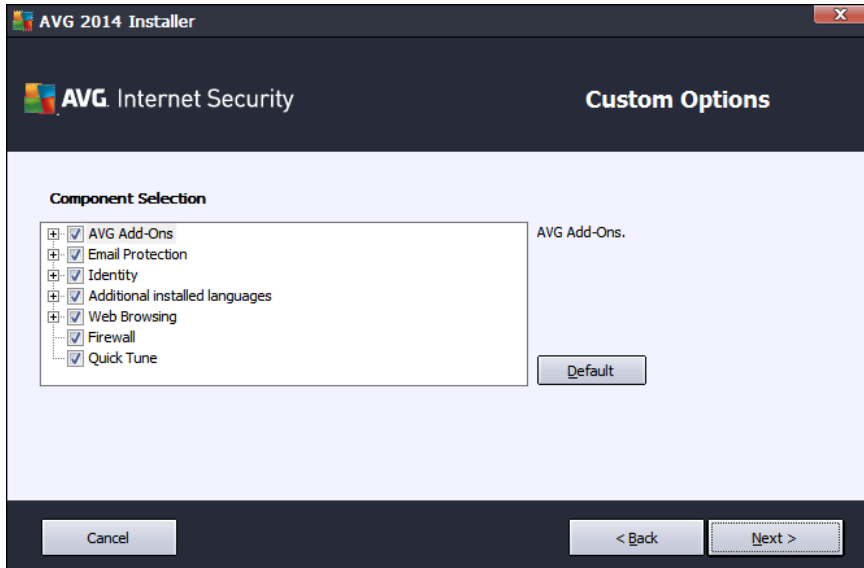 AVG 2014 Installer
X
AVG. Internet Security
Custom Options
Component Selection
AVG Add-Ons
Email Protection
Identity
Additional installed languages
Web Browsing
Firewall
Quick Tune
AVG Add-Ons.
Default
Cancel
< Back
Next >